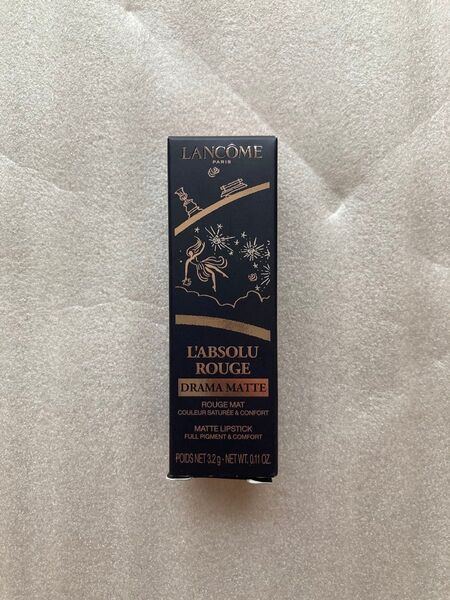 LANCÔME
PARIS
L'ABSOLU
ROUGE
DRAMA MATTE
ROUGE MAT
COULEUR SATURÉE & CONFORT
MATTE LIPSTICK
FULL PIGMENT & COMFORT
POIDS NET 3.2 g - NET WT. 0.11 OZ.